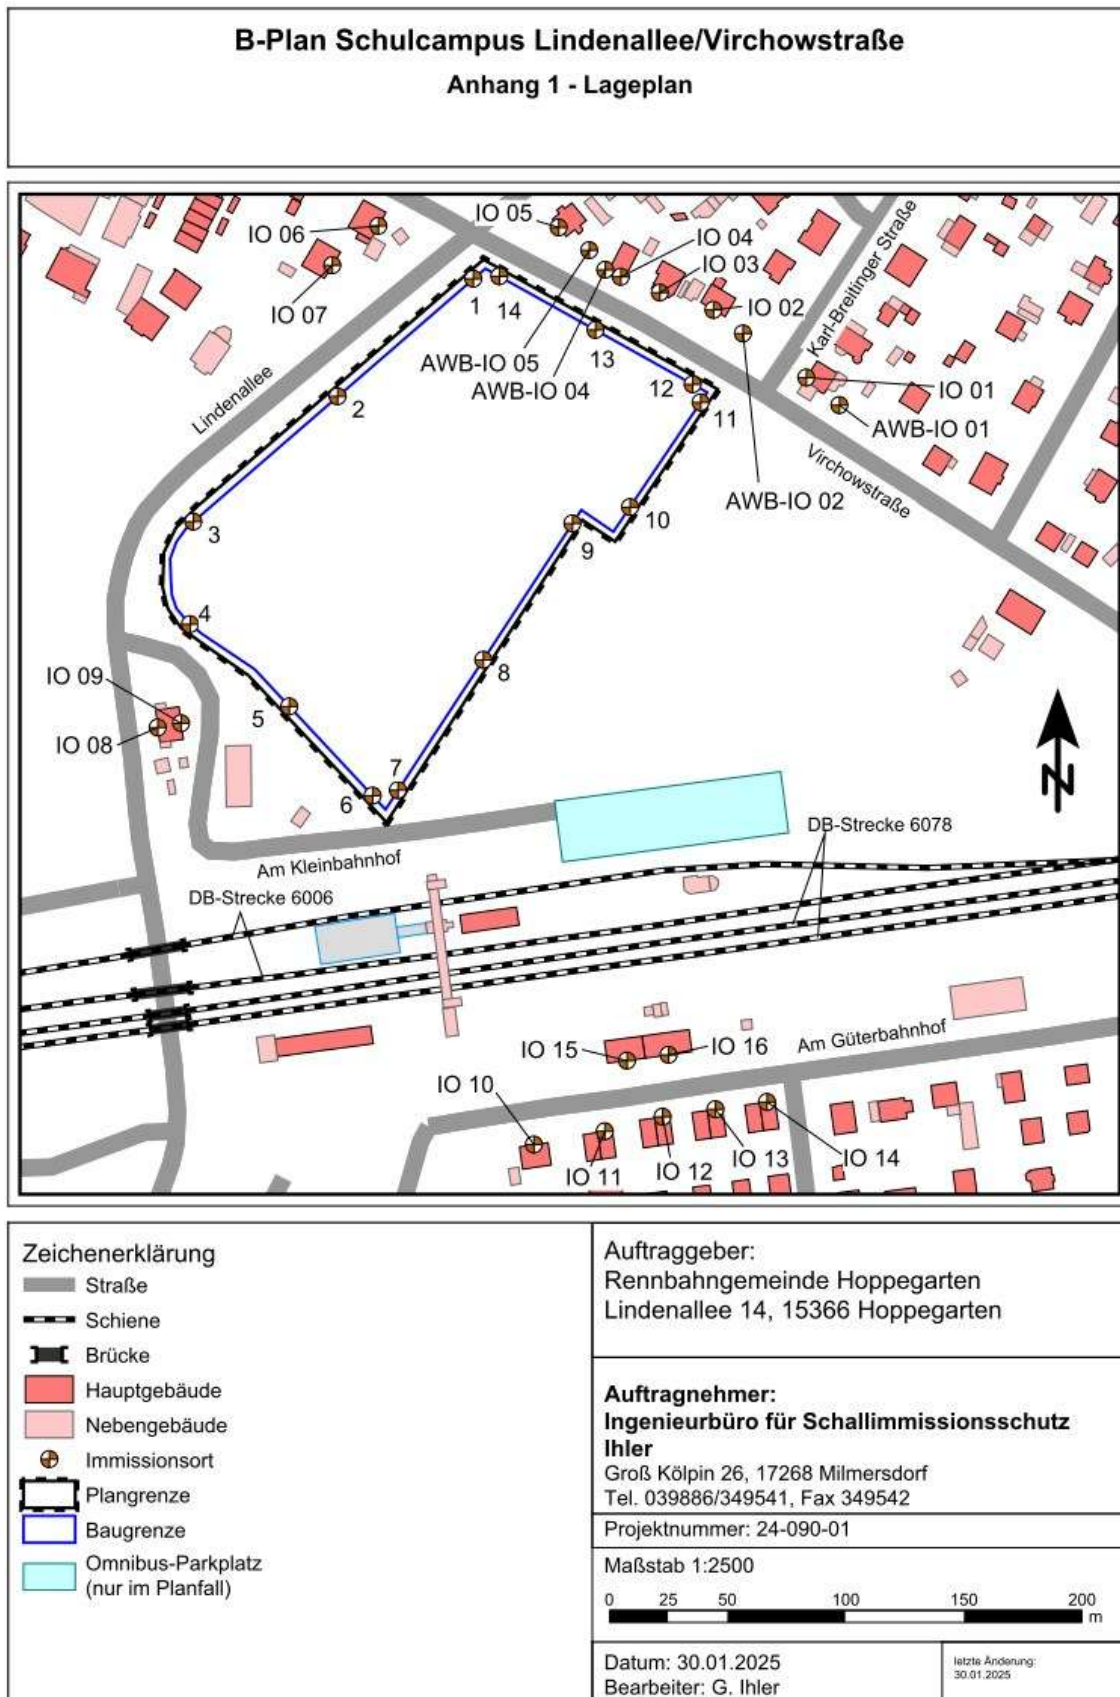 B-Plan Schulcampus Lindenallee/Virchowstraße
Anhang 1 - Lageplan
IO 05
IO 06
IO 04
IO 03
IO 07
IO 02
1
14
13
AWB-IO 05
AWB-IO 04
12
11
Karl-Breitinger Straße
IO 01
AWB-IO 01
Lindenallee
2
Virchowstraße
AWB-IO 02
3
10
9
4
8
IO 09
IO 08
5
7
6
N
Am Kleinbahnhof
DB-Strecke 6078
DB-Strecke 6006
IO 15
IO 16
Am Güterbahnhof
IO 10
IO 11
IO 12
IO 13
IO 14
Zeichenerklärung
Straße
Schiene
Brücke
Hauptgebäude
Nebengebäude
Immissionsort
Plangrenze
Baugrenze
Omnibus-Parkplatz
(nur im Planfall)
Auftraggeber:
Rennbahngemeinde Hoppegarten
Lindenallee 14, 15366 Hoppegarten
Auftragnehmer:
Ingenieurbüro für Schallimmissionsschutz
Ihler
Groß Kölpin 26, 17268 Milmersdorf
Tel. 039886/349541, Fax 349542
Projektnummer: 24-090-01
Maßstab 1:2500
0 25 50 100 150 200
m
Datum: 30.01.2025
Bearbeiter: G. Ihler
letzte Änderung:
30.01.2025